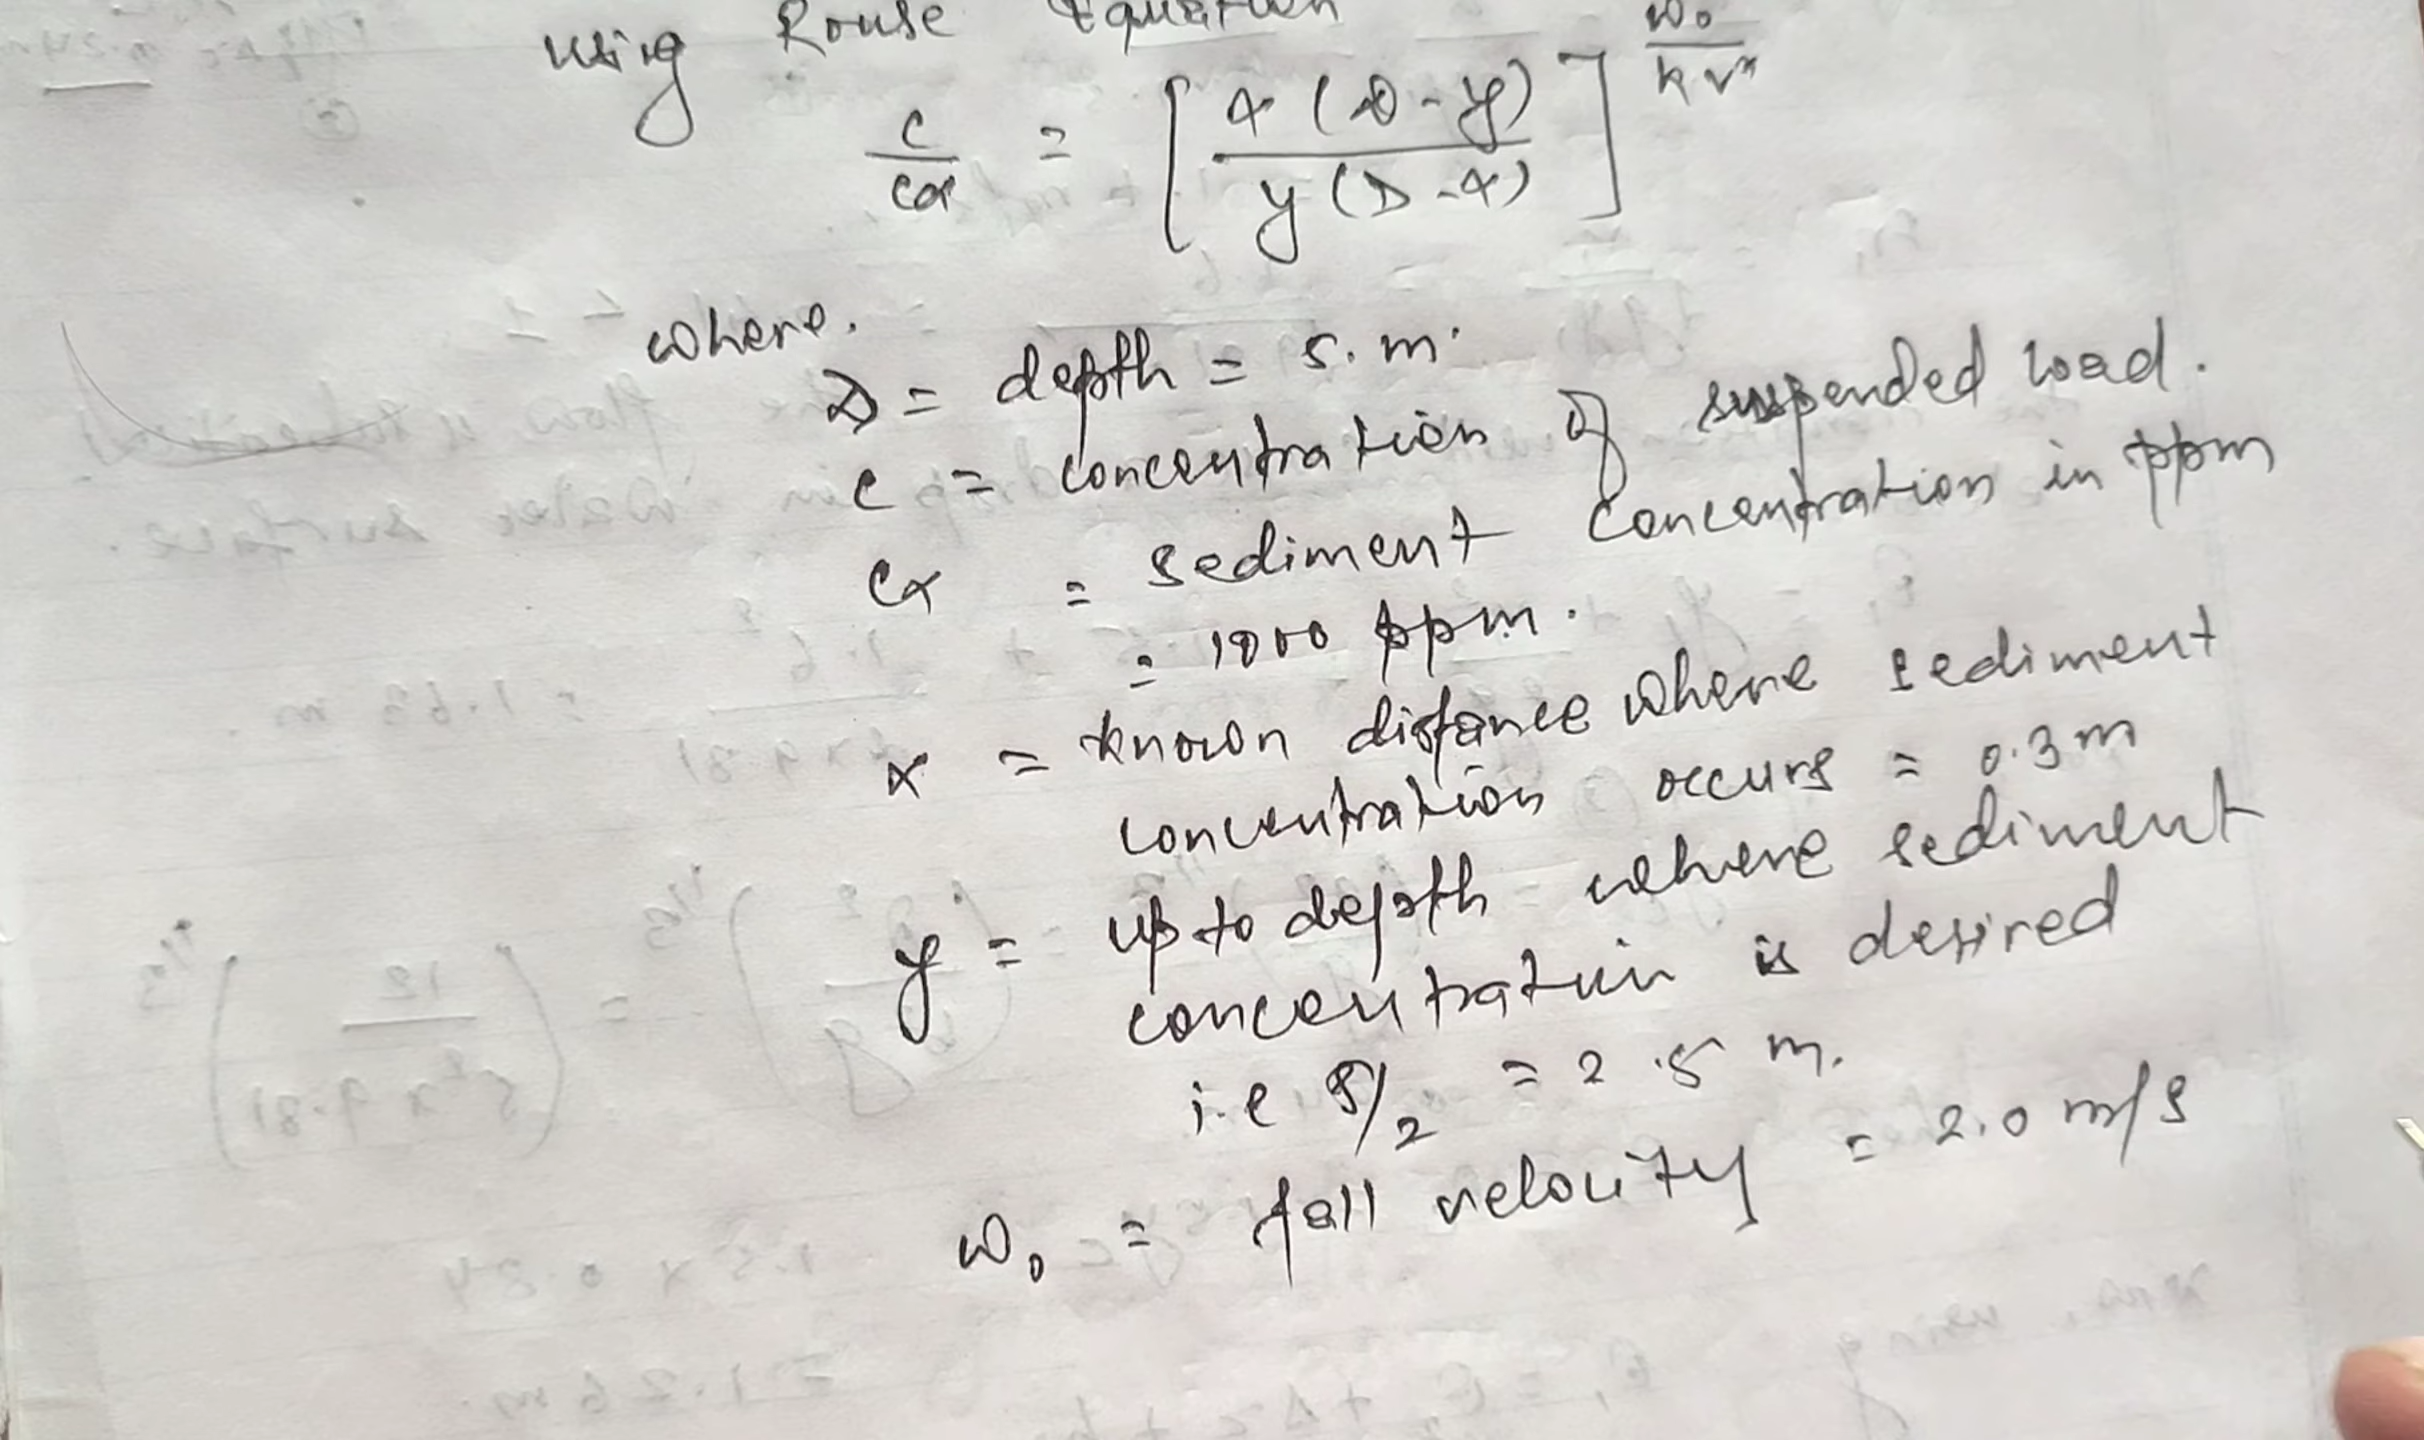 using Rouse Equation
c/cα = [α(D-y) / y(D-α)]^(w₀/kv*)
where.
D = depth = 5.m.
c = concentration of suspended load.
cα = sediment concentration in ppm
= 1000 ppm.
α = known distance where sediment
concentration occurs = 0.3 m
y = up to depth where sediment
concentration is desired
i.e 5/2 = 2.5 m.
w₀ = fall velocity = 2.0 m/s